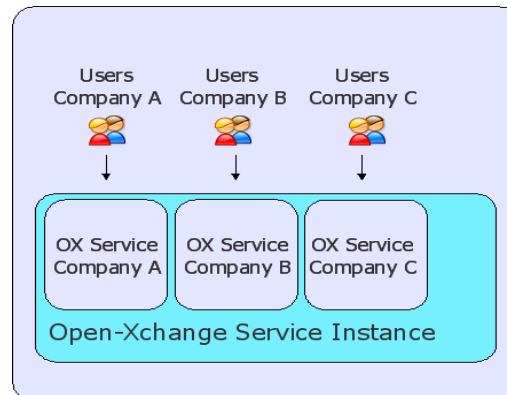 Users
Company A
Users
Company B
Users
Company C
OX Service
Company A
OX Service
Company B
OX Service
Company C
Open-Xchange Service Instance